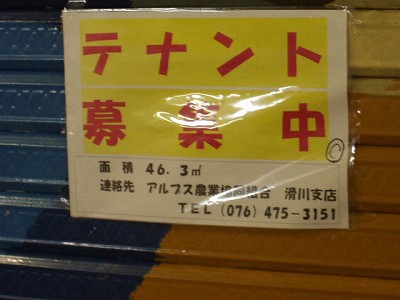 テナント
募集中
面積 46.3㎡
連絡先 アルプス農業協同組合 滑川支店
TEL(076)475-3151